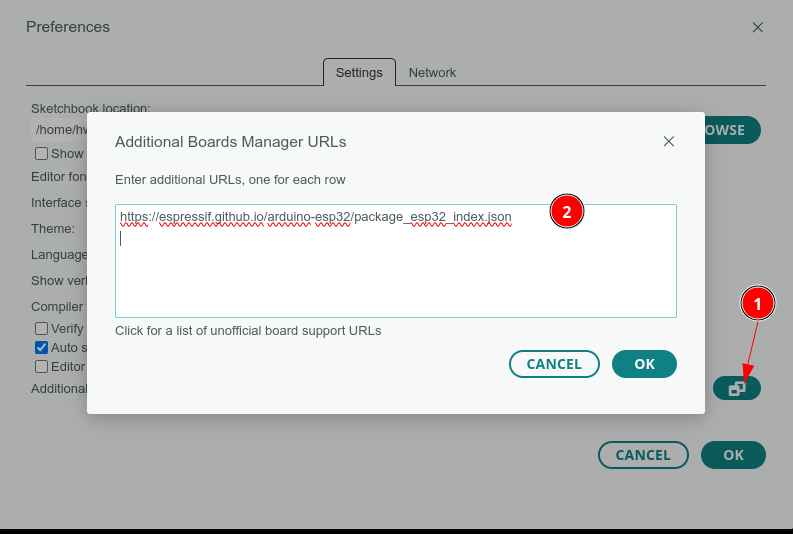 Preferences
Settings Network
Sketchbook location:
/home/hw
OWSE
Show
Editor fon
Interface s
Theme:
Language
Show verb
Compiler
Verify
Auto s
Editor
Additional
Additional Boards Manager URLs
Enter additional URLs, one for each row
https://espressif.github.io/arduino-esp32/package_esp32_index.json
2
Click for a list of unofficial board support URLs
CANCEL OK
1
CANCEL OK